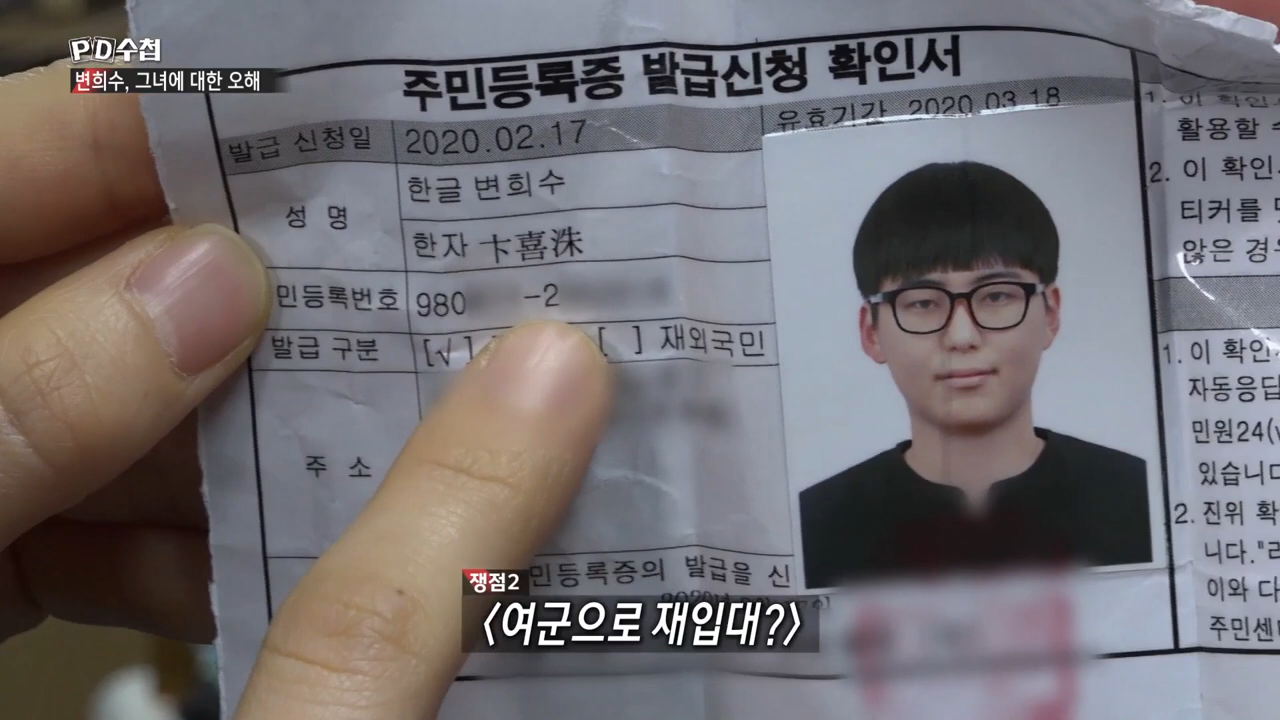 PD수첩
변희수, 그녀에 대한 오해
주민등록증 발급신청 확인서
발급 신청일 2020.02.17 유효기간 2020.03.18
성 명
한글 변희수
한자 卞喜洙
민등록번호 980 -2
발급 구분 [√] [ ] 재외국민
주 소
민등록증의 발급을 신
1. 이 확인
활용할 수
2. 이 확인
티커를
않은 경우
1. 이 확인
자동응답
민원24(
있습니다
2. 진위 확
니다.
이와 다
주민센
쟁점2
〈여군으로 재입대?〉